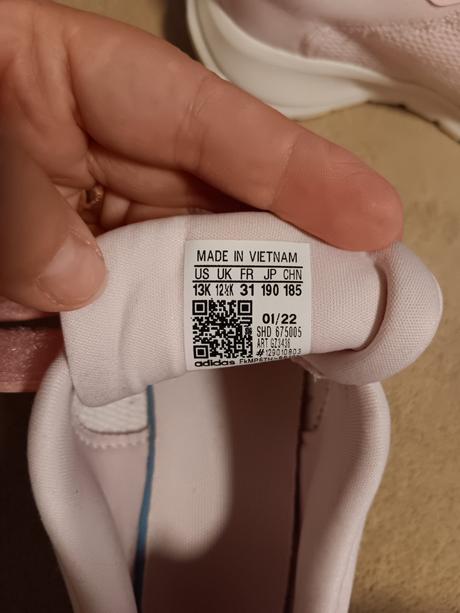 MADE IN VIETNAM
US UK FR JP CHN
13K 12½K 31 190 185
01/22
SHD 675005
ART GZ3436
adidas